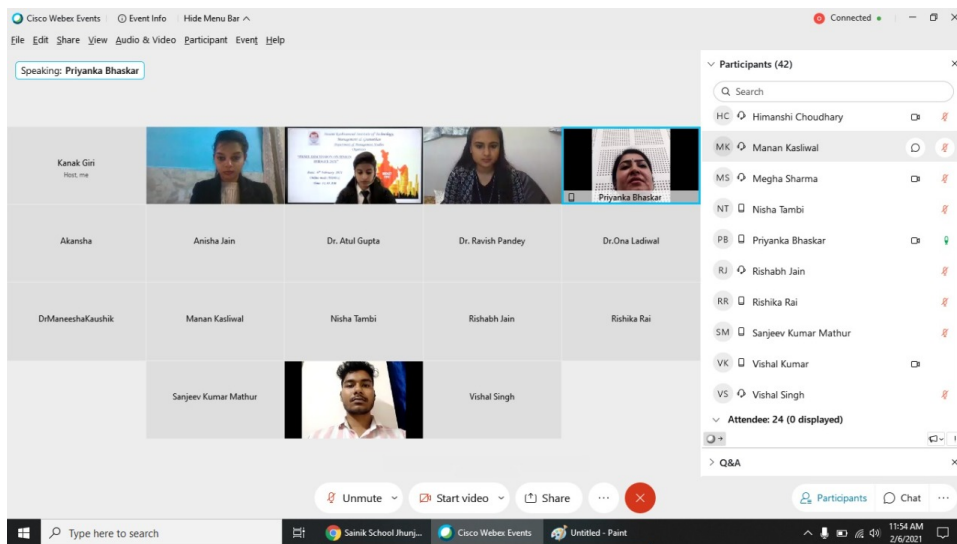 Cisco Webex Events
Event Info
Hide Menu Bar
Connected
File Edit Share View Audio & Video Participant Event Help
Speaking: Priyanka Bhaskar
Kanak Giri
Host, me
Priyanka Bhaskar
Akansha
Anisha Jain
Dr. Atul Gupta
Dr. Ravish Pandey
Dr.Ona Ladiwal
DrManeeshaKaushik
Manan Kasliwal
Nisha Tambi
Rishabh Jain
Rishika Rai
Sanjeev Kumar Mathur
Vishal Singh
Participants (42)
Search
HC Himanshi Choudhary
MK Manan Kasliwal
MS Megha Sharma
NT Nisha Tambi
PB Priyanka Bhaskar
RJ Rishabh Jain
RR Rishika Rai
SM Sanjeev Kumar Mathur
VK Vishal Kumar
VS Vishal Singh
Attendee: 24 (0 displayed)
Q&A
Unmute
Start video
Share
Participants
Chat
Type here to search
Sainik School Jhunj...
Cisco Webex Events
Untitled - Paint
11:54 AM
2/6/2021